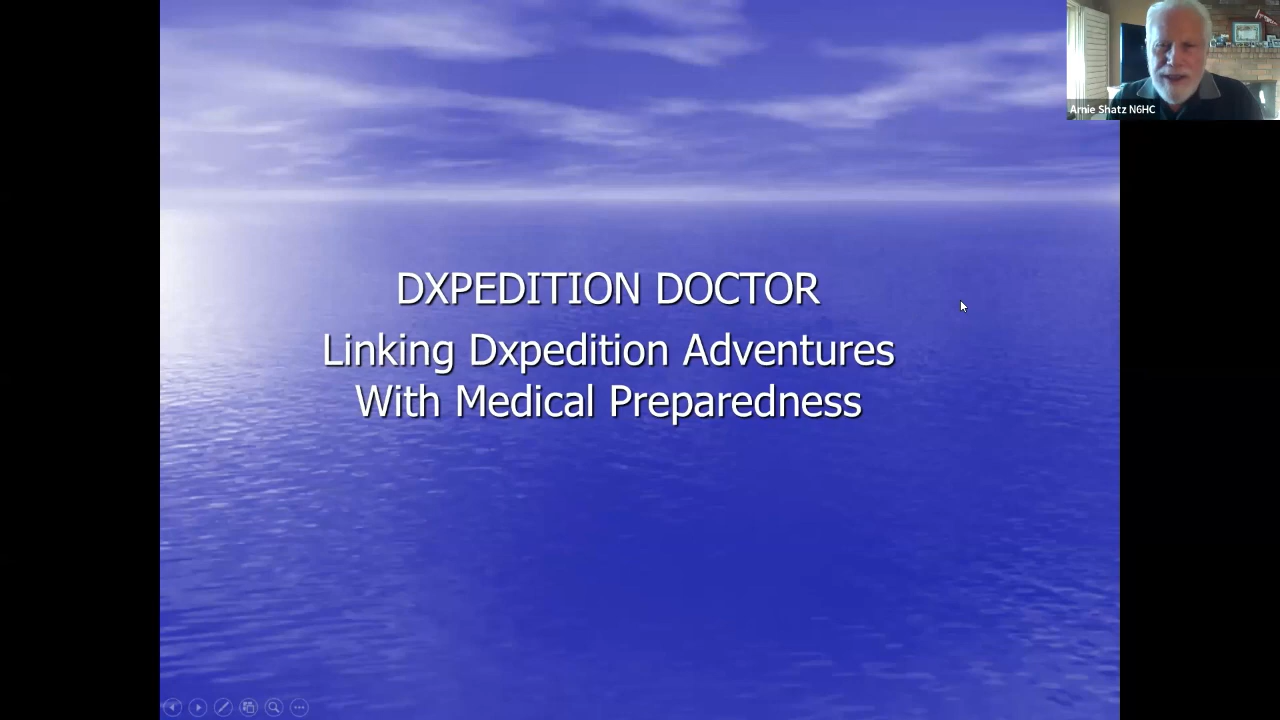 Arnie Shatz N6HC
DXPEDITION DOCTOR
Linking Dxpedition Adventures
With Medical Preparedness